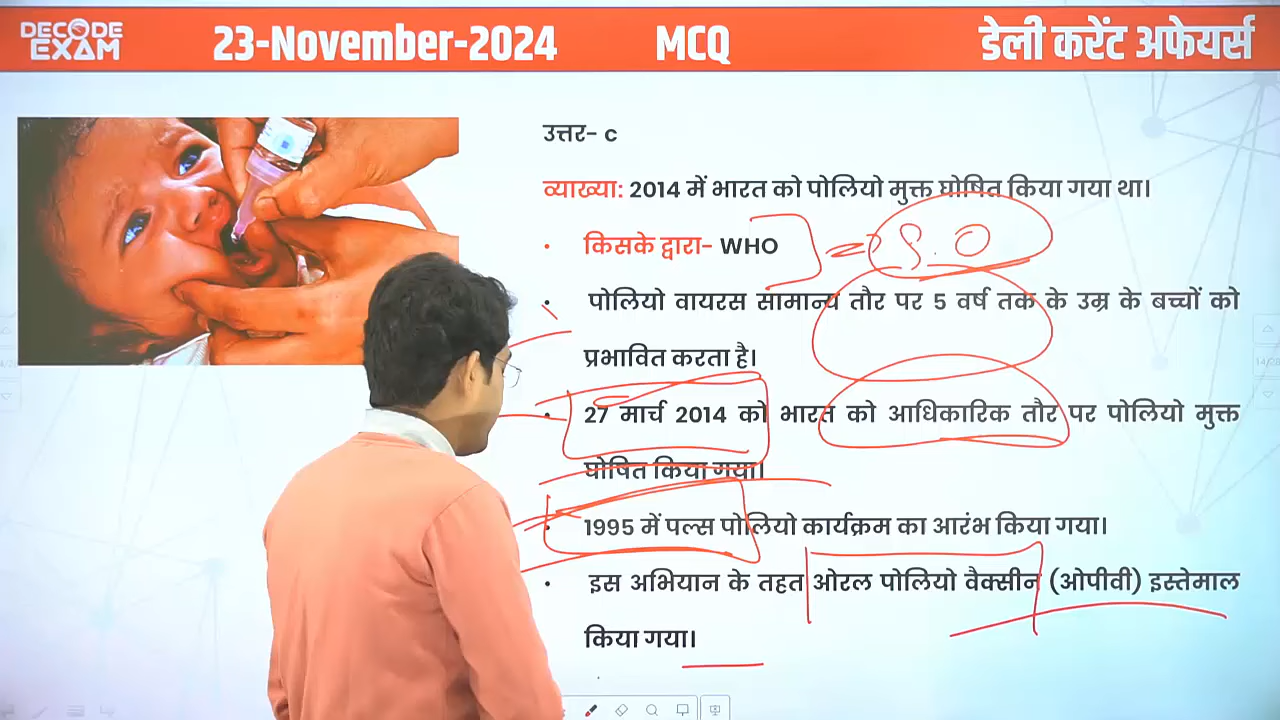 DECODE
EXAM
23-November-2024
MCQ
डेली करेंट अफेयर्स
उत्तर- c
व्याख्या: 2014 में भारत को पोलियो मुक्त घोषित किया गया था।
• किसके द्वारा- WHO
• पोलियो वायरस सामान्य तौर पर 5 वर्ष तक के उम्र के बच्चों को
प्रभावित करता है।
• 27 मार्च 2014 को भारत को आधिकारिक तौर पर पोलियो मुक्त
घोषित किया गया।
• 1995 में पल्स पोलियो कार्यक्रम का आरंभ किया गया।
• इस अभियान के तहत ओरल पोलियो वैक्सीन (ओपीवी) इस्तेमाल
किया गया।